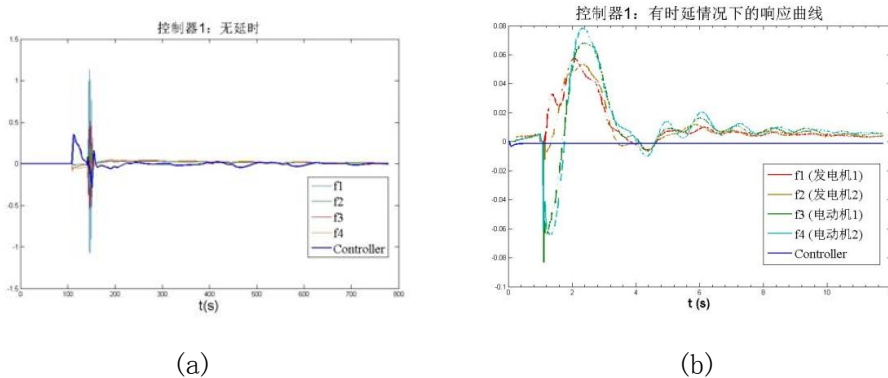 控制器1：无延时
1.5
1
0.5
0
-0.5
-1
-1.5
0 100 200 300 400 500 600 700 800
t(s)
f1
f2
f3
f4
Controller
(a)
控制器1：有时延情况下的响应曲线
0.08
0.06
0.04
0.02
0
-0.02
-0.04
-0.06
-0.08
-0.1
0 2 4 6 8 10
t (s)
f1 (发电机1)
f2 (发电机2)
f3 (电动机1)
f4 (电动机2)
Controller
(b)